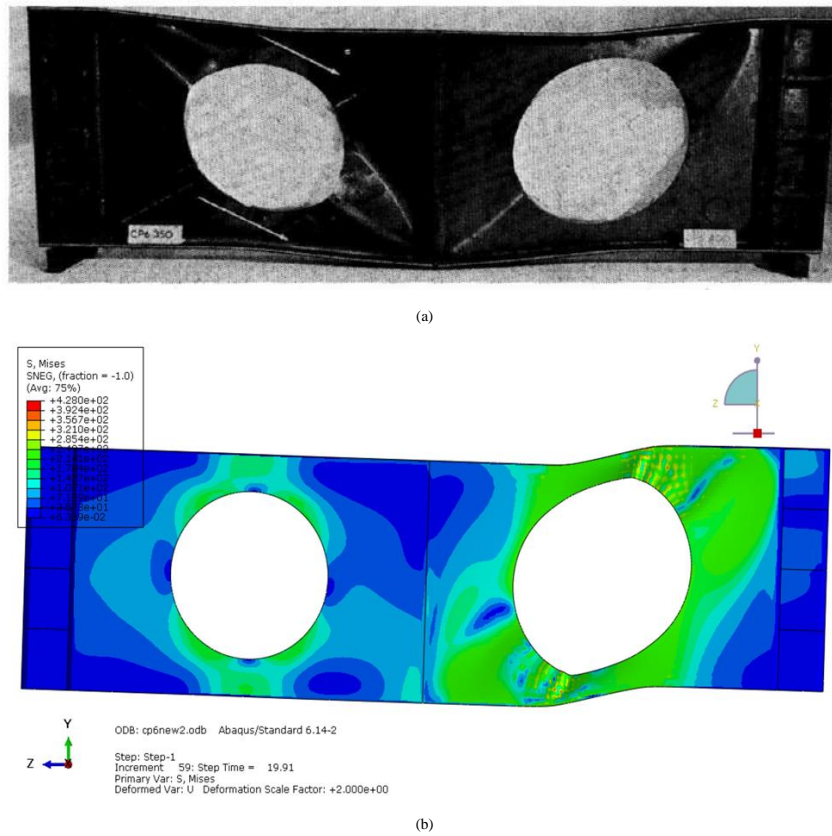 CP6 350
(a)
S, Mises
SNEG, (fraction = -1.0)
(Avg: 75%)
+4.280e+02
+3.924e+02
+3.567e+02
+3.210e+02
+2.854e+02
Y
Z
Y
Z
ODB: cp6new2.odb Abaqus/Standard 6.14-2
Step: Step-1
Increment 59: Step Time = 19.91
Primary Var: S, Mises
Deformed Var: U Deformation Scale Factor: +2.000e+00
(b)